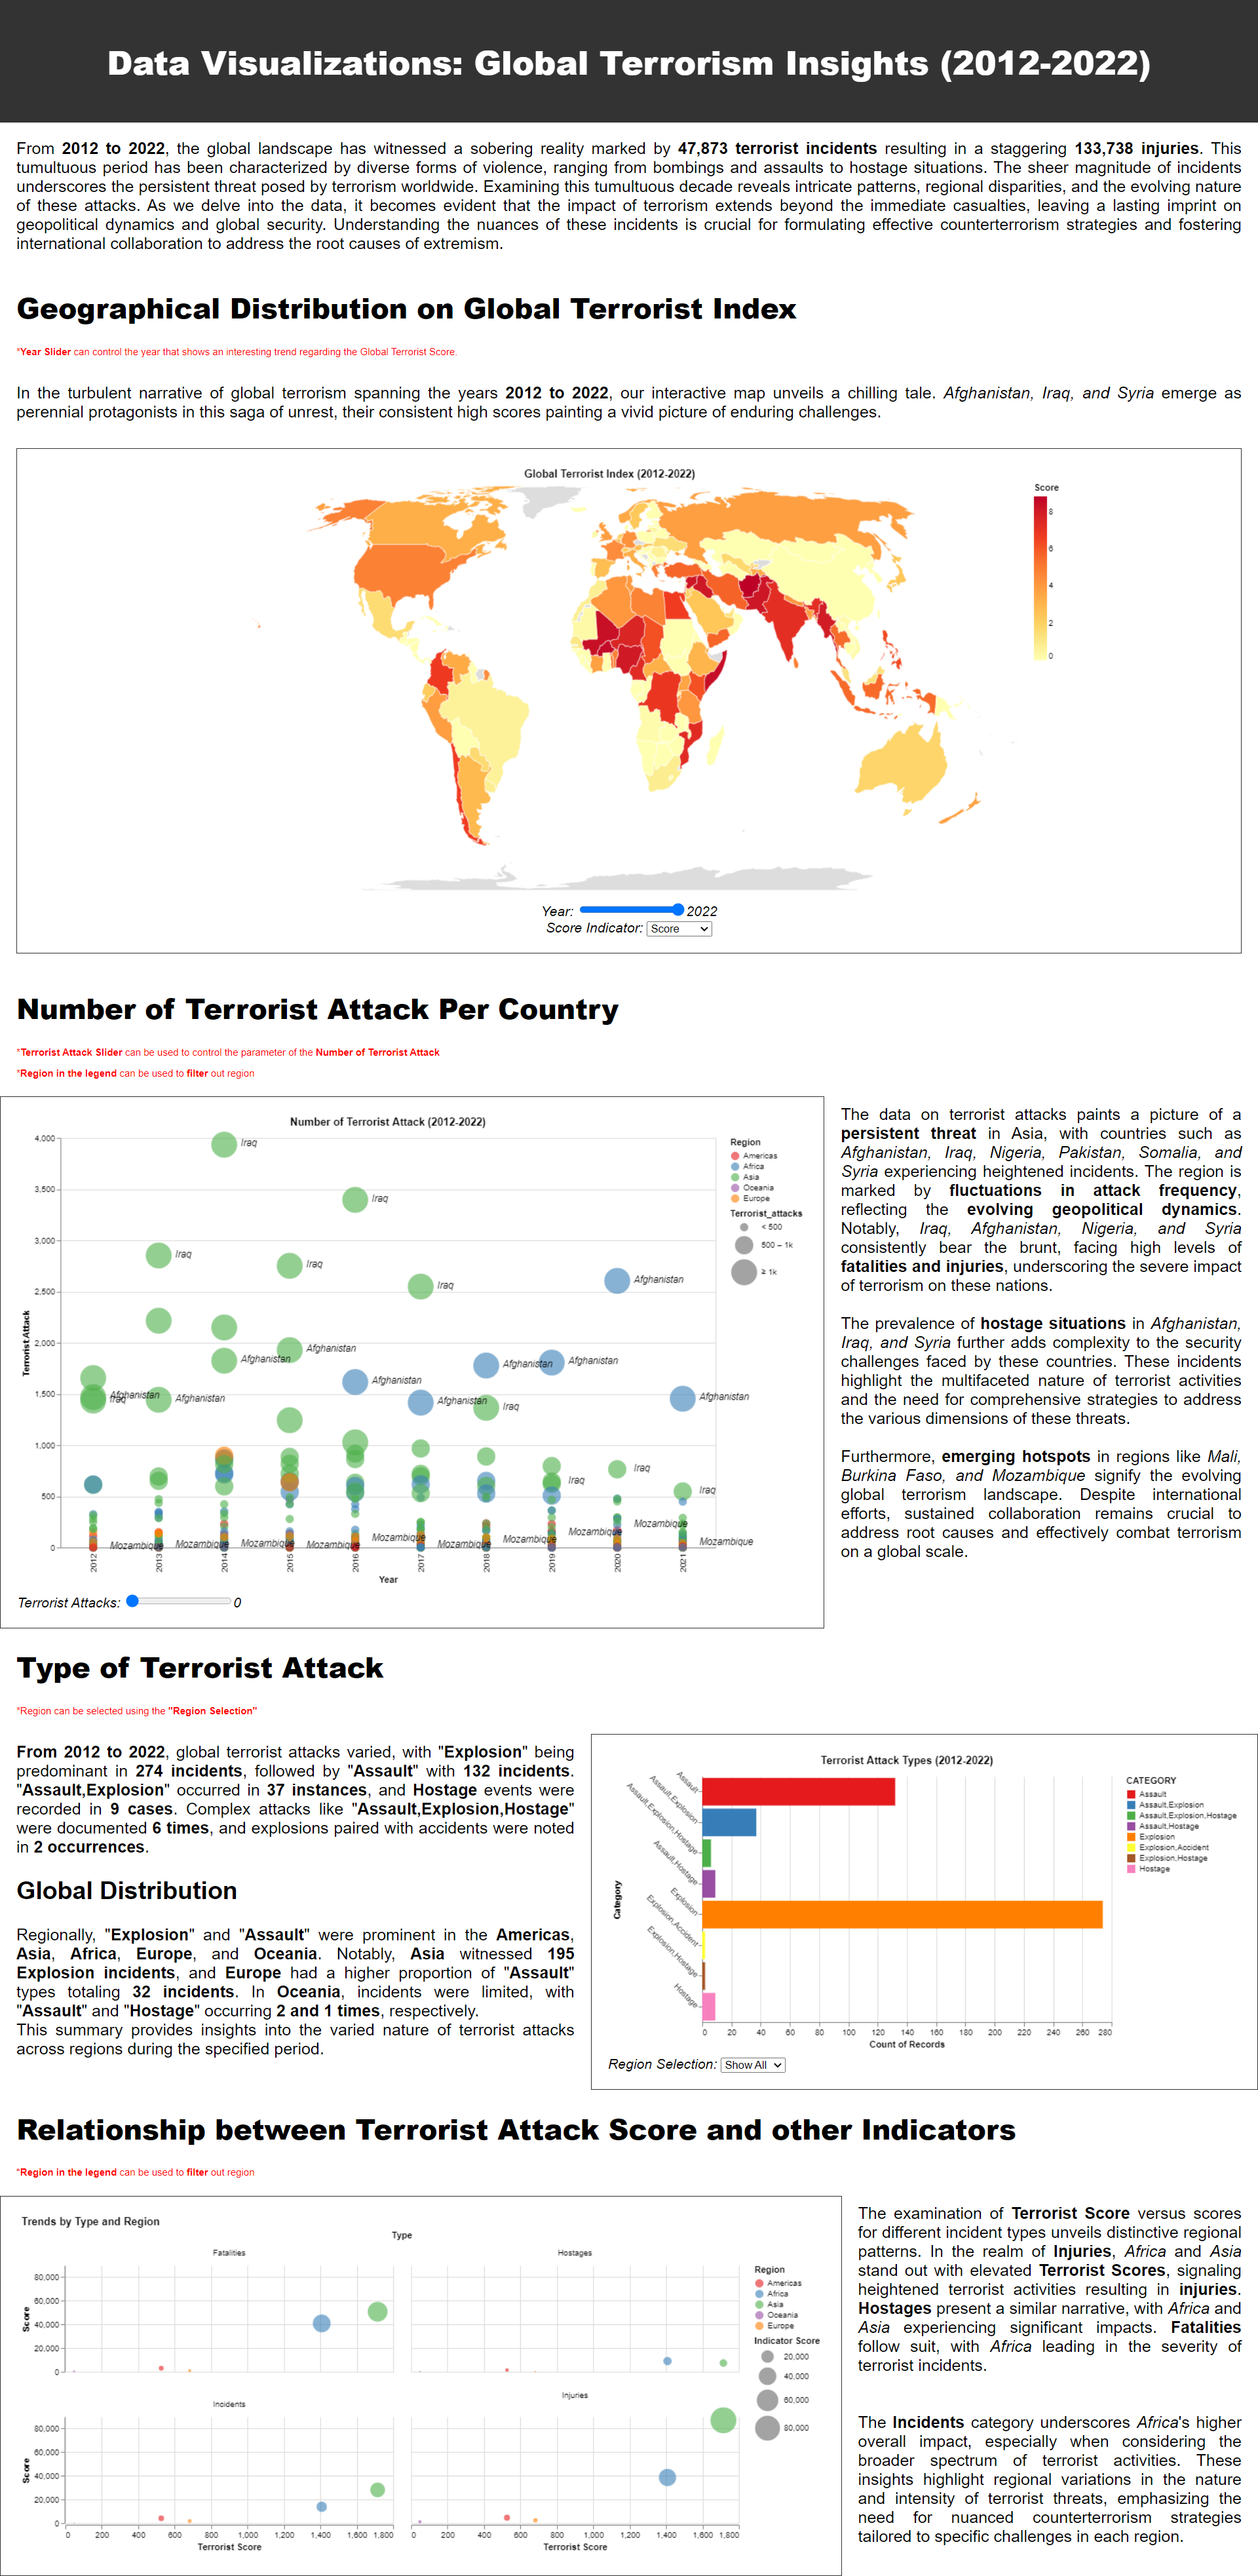 Data Visualizations: Global Terrorism Insights (2012-2022)
From 2012 to 2022, the global landscape has witnessed a sobering reality marked by 47,873 terrorist incidents resulting in a staggering 133,738 injuries. This
tumultuous period has been characterized by diverse forms of violence, ranging from bombings and assaults to hostage situations. The sheer magnitude of incidents
underscores the persistent threat posed by terrorism worldwide. Examining this tumultuous decade reveals intricate patterns, regional disparities, and the evolving nature
of these attacks. As we delve into the data, it becomes evident that the impact of terrorism extends beyond the immediate casualties, leaving a lasting imprint on
geopolitical dynamics and global security. Understanding the nuances of these incidents is crucial for formulating effective counterterrorism strategies and fostering
international collaboration to address the root causes of extremism.
Geographical Distribution on Global Terrorist Index
*Year Slider can control the year that shows an interesting trend regarding the Global Terrorist Score.
In the turbulent narrative of global terrorism spanning the years 2012 to 2022, our interactive map unveils a chilling tale. Afghanistan, Iraq, and Syria emerge as
perennial protagonists in this saga of unrest, their consistent high scores painting a vivid picture of enduring challenges.
Global Terrorist Index (2012-2022)
Score
8
6
4
2
0
Year: 2022
Score Indicator: Score
Number of Terrorist Attack Per Country
*Terrorist Attack Slider can be used to control the parameter of the Number of Terrorist Attack
*Region in the legend can be used to filter out region
Number of Terrorist Attack (2012-2022)
Terrorist Attack
4,000
3,500
3,000
2,500
2,000
1,500
1,000
500
0
Iraq
Iraq
Iraq
Iraq
Iraq
Afghanistan
Afghanistan
Afghanistan
Afghanistan
Afghanistan
Afghanistan
Iraq
Afghanistan
Afghanistan
Afghanistan
Iraq
Afghanistan
Iraq
Iraq
Iraq
Mozambique
Mozambique
Mozambique
Mozambique
Mozambique
Mozambique
Mozambique
Mozambique
Mozambique
Mozambique
2012
2013
2014
2015
2016
2017
2018
2019
2020
2021
Year
Region
Americas
Africa
Asia
Oceania
Europe
Terrorist_attacks
< 500
500 – 1k
≥ 1k
Terrorist Attacks: 0
The data on terrorist attacks paints a picture of a
persistent threat in Asia, with countries such as
Afghanistan, Iraq, Nigeria, Pakistan, Somalia, and
Syria experiencing heightened incidents. The region is
marked by fluctuations in attack frequency,
reflecting the evolving geopolitical dynamics.
Notably, Iraq, Afghanistan, Nigeria, and Syria
consistently bear the brunt, facing high levels of
fatalities and injuries, underscoring the severe impact
of terrorism on these nations.
The prevalence of hostage situations in Afghanistan,
Iraq, and Syria further adds complexity to the security
challenges faced by these countries. These incidents
highlight the multifaceted nature of terrorist activities
and the need for comprehensive strategies to address
the various dimensions of these threats.
Furthermore, emerging hotspots in regions like Mali,
Burkina Faso, and Mozambique signify the evolving
global terrorism landscape. Despite international
efforts, sustained collaboration remains crucial to
address root causes and effectively combat terrorism
on a global scale.
Type of Terrorist Attack
*Region can be selected using the "Region Selection"
From 2012 to 2022, global terrorist attacks varied, with "Explosion" being
predominant in 274 incidents, followed by "Assault" with 132 incidents.
"Assault,Explosion" occurred in 37 instances, and Hostage events were
recorded in 9 cases. Complex attacks like "Assault,Explosion,Hostage"
were documented 6 times, and explosions paired with accidents were noted
in 2 occurrences.
Global Distribution
Regionally, "Explosion" and "Assault" were prominent in the Americas,
Asia, Africa, Europe, and Oceania. Notably, Asia witnessed 195
Explosion incidents, and Europe had a higher proportion of "Assault"
types totaling 32 incidents. In Oceania, incidents were limited, with
"Assault" and "Hostage" occurring 2 and 1 times, respectively.
This summary provides insights into the varied nature of terrorist attacks
across regions during the specified period.
Terrorist Attack Types (2012-2022)
Category
Assault
Assault,Explosion
Assault,Explosion,Hostage
Assault,Hostage
Explosion
Explosion,Accident
Explosion,Hostage
Hostage
0 20 40 60 80 100 120 140 160 180 200 220 240 260 280
Count of Records
CATEGORY
Assault
Assault,Explosion
Assault,Explosion,Hostage
Assault,Hostage
Explosion
Explosion,Accident
Explosion,Hostage
Hostage
Region Selection: Show All
Relationship between Terrorist Attack Score and other Indicators
*Region in the legend can be used to filter out region
Trends by Type and Region
Type
Fatalities
Hostages
Score
80,000
60,000
40,000
20,000
0
Incidents
Injuries
Score
80,000
60,000
40,000
20,000
0
0 200 400 600 800 1,000 1,200 1,400 1,600 1,800
0 200 400 600 800 1,000 1,200 1,400 1,600 1,800
Terrorist Score
Terrorist Score
Region
Americas
Africa
Asia
Oceania
Europe
Indicator Score
20,000
40,000
60,000
80,000
The examination of Terrorist Score versus scores
for different incident types unveils distinctive regional
patterns. In the realm of Injuries, Africa and Asia
stand out with elevated Terrorist Scores, signaling
heightened terrorist activities resulting in injuries.
Hostages present a similar narrative, with Africa and
Asia experiencing significant impacts. Fatalities
follow suit, with Africa leading in the severity of
terrorist incidents.
The Incidents category underscores Africa's higher
overall impact, especially when considering the
broader spectrum of terrorist activities. These
insights highlight regional variations in the nature
and intensity of terrorist threats, emphasizing the
need for nuanced counterterrorism strategies
tailored to specific challenges in each region.